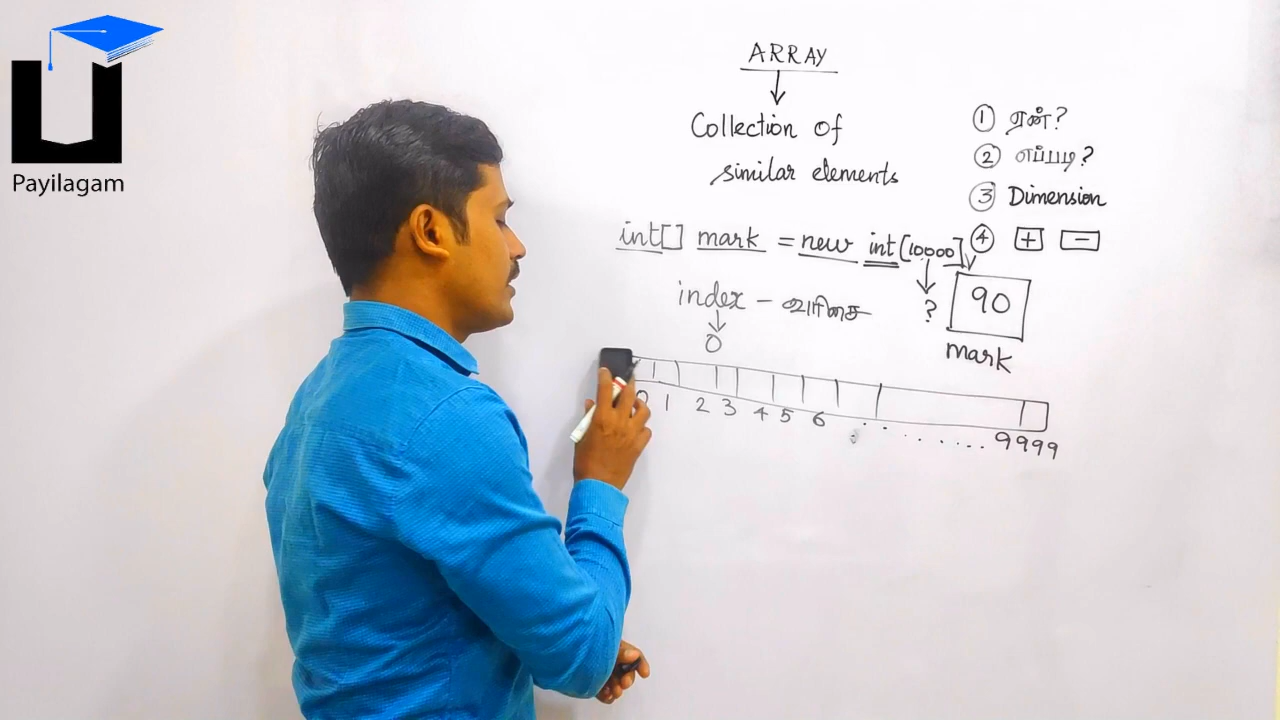 Payilagam
ARRAY
Collection of
similar elements
① ஏன்?
② எப்படி?
③ Dimension
④ + -
int[] mark = new int[10000]
index - வரிசை
0
?
90
mark
0 1 2 3 4 5 6 . . . . . . . . 9999